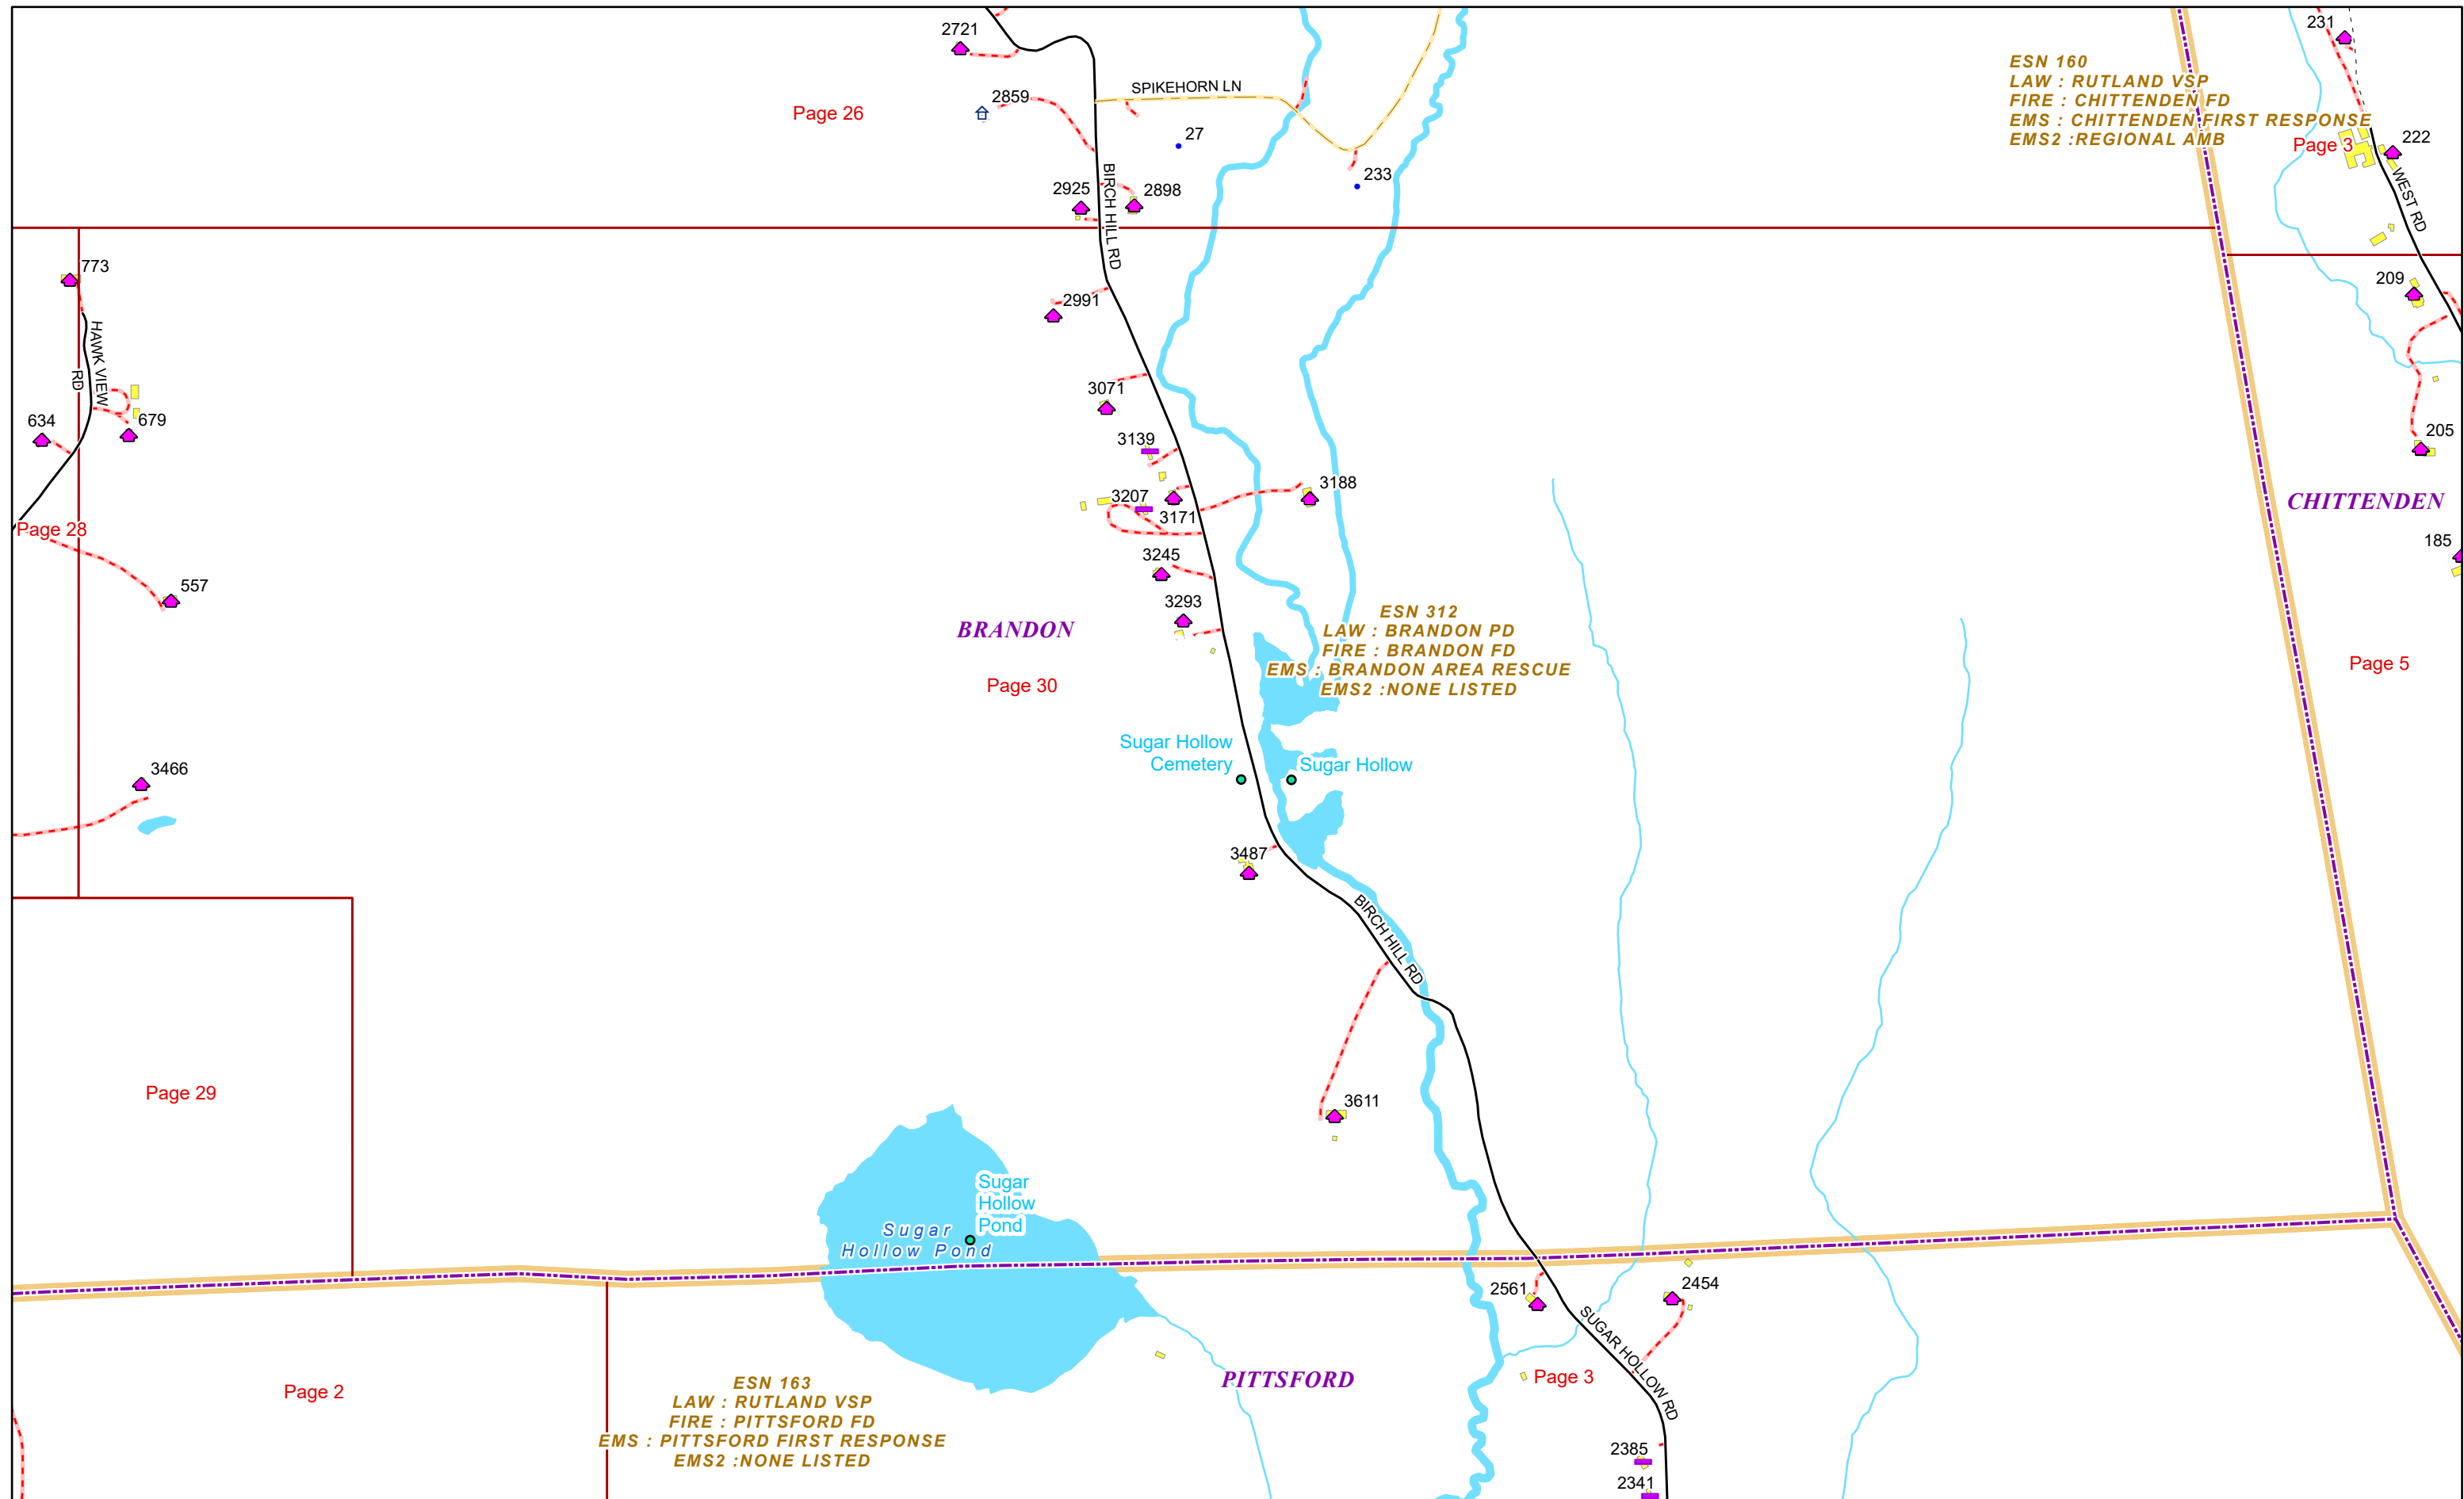 2721
231
ESN 160
LAW : RUTLAND VSP
FIRE : CHITTENDEN FD
EMS : CHITTENDEN FIRST RESPONSE
EMS2 :REGIONAL AMB
SPIKEHORN LN
2859
Page 26
27
222
Page 3
233
2925
2898
BIRCH HILL RD
WEST RD
773
209
2991
HAWK VIEW
RD
3071
634
679
3139
205
3207
3188
3171
CHITTENDEN
Page 28
185
3245
557
3293
BRANDON
ESN 312
LAW : BRANDON PD
FIRE : BRANDON FD
EMS : BRANDON AREA RESCUE
EMS2 :NONE LISTED
Page 5
Page 30
Sugar Hollow
Cemetery
Sugar Hollow
3466
3487
BIRCH HILL RD
Page 29
3611
Sugar
Hollow
Pond
Sugar
Hollow Pond
2561
2454
SUGAR HOLLOW RD
Page 2
PITTSFORD
Page 3
ESN 163
LAW : RUTLAND VSP
FIRE : PITTSFORD FD
EMS : PITTSFORD FIRST RESPONSE
EMS2 :NONE LISTED
2385
2341